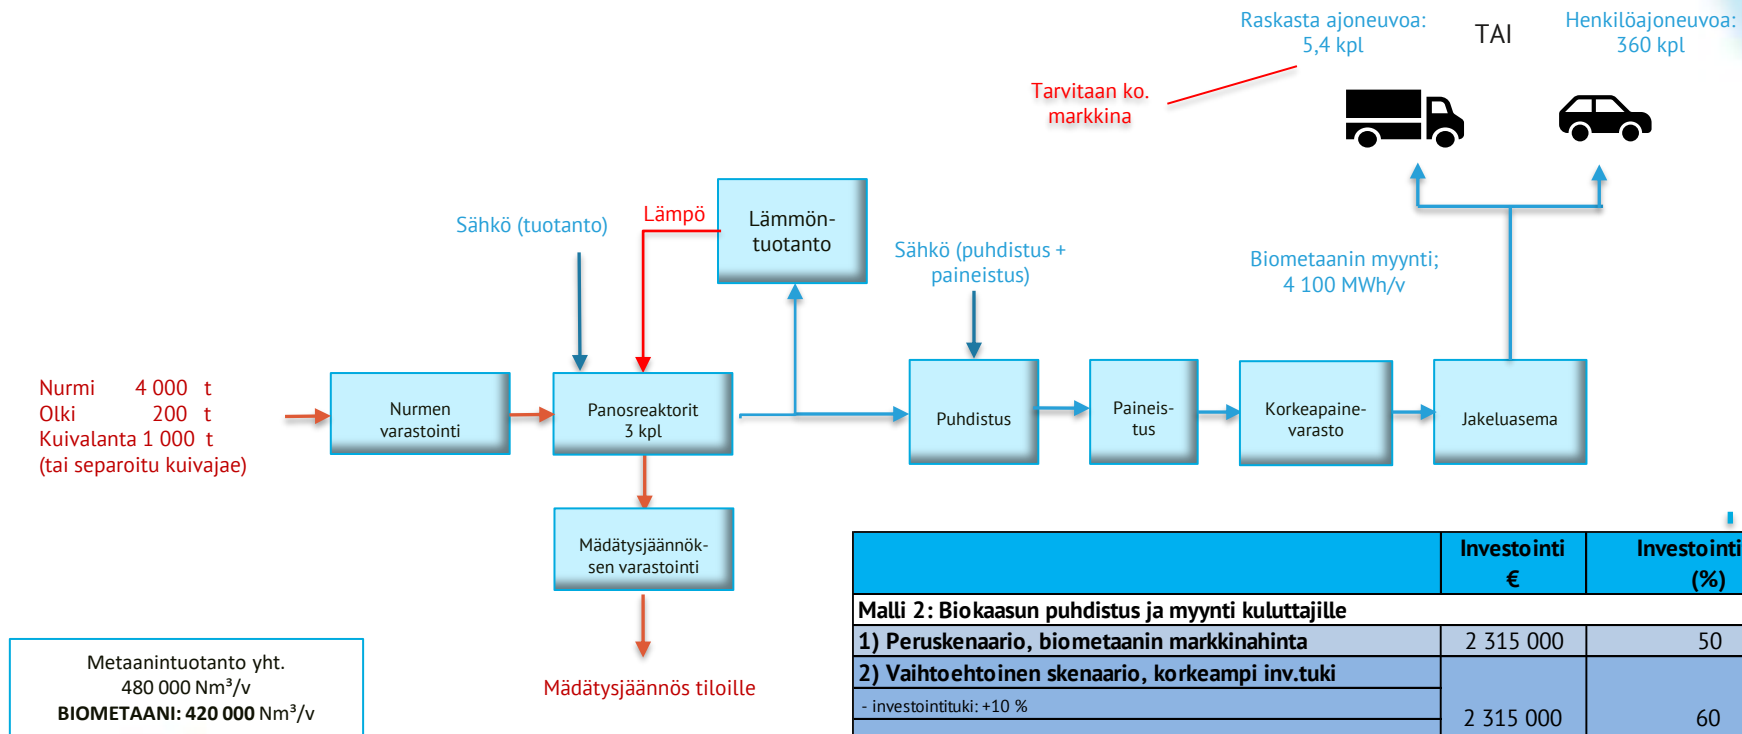 Raskasta ajoneuvoa:
5,4 kpl
TAI
Henkilöajoneuvoa:
360 kpl
Tarvitaan ko.
markkina
Lämpö
Lämmön-
tuotanto
Sähkö (tuotanto)
Sähkö (puhdistus +
paineistus)
Biometaanin myynti;
4 100 MWh/v
Nurmi 4 000 t
Olki 200 t
Kuivalanta 1 000 t
(tai separoitu kuivajae)
Nurmen
varastointi
Panosreaktorit
3 kpl
Puhdistus
Paineis-
tus
Korkeapaine-
varasto
Jakeluasema
Mädätysjäännök-
sen varastointi
Mädätysjäännös tiloille
Metaanintuotanto yht.
480 000 Nm³/v
BIOMETAANI: 420 000 Nm³/v
Investointi
€
Investointi
(%)
Malli 2: Biokaasun puhdistus ja myynti kuluttajille
1) Peruskenaario, biometaanin markkinahinta 2 315 000 50
2) Vaihtoehtoinen skenaario, korkeampi inv.tuki
- investointituki: +10 %
2 315 000 60